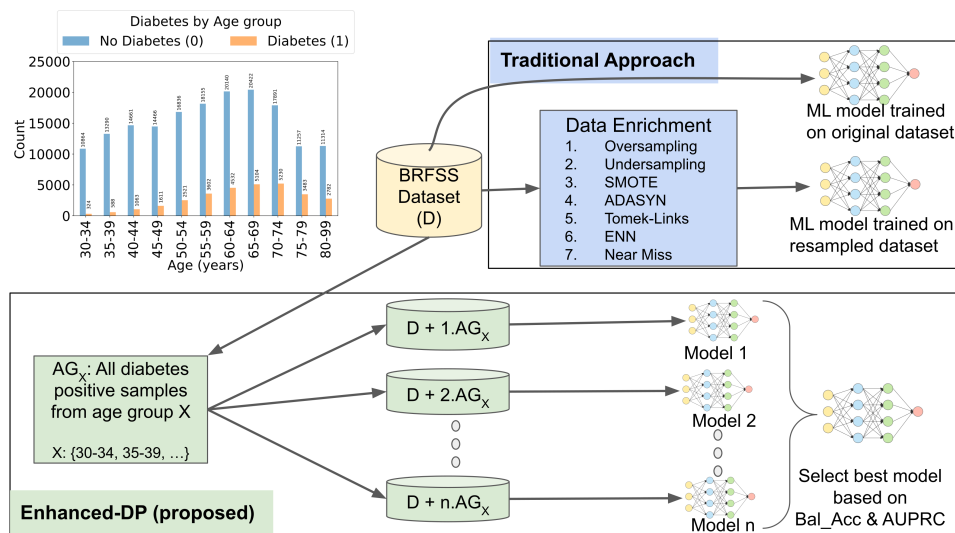 Diabetes by Age group
No Diabetes (0)
Diabetes (1)
25000
20000
15000
10000
5000
0
Count
10864
324
13290
588
14661
1063
14466
1611
16836
2521
18155
3602
20140
4532
20422
5104
17891
5230
11257
3483
11314
2782
30-34
35-39
40-44
45-49
50-54
55-59
60-64
65-69
70-74
75-79
80-99
Age (years)
Traditional Approach
BRFSS
Dataset
(D)
Data Enrichment
1. Oversampling
2. Undersampling
3. SMOTE
4. ADASYN
5. Tomek-Links
6. ENN
7. Near Miss
ML model trained
on original dataset
ML model trained on
resampled dataset
AGX: All diabetes
positive samples
from age group X
X: {30-34, 35-39, ...}
D + 1.AGX
D + 2.AGX
D + n.AGX
Model 1
Model 2
Model n
Select best model
based on
Bal_Acc & AUPRC
Enhanced-DP (proposed)